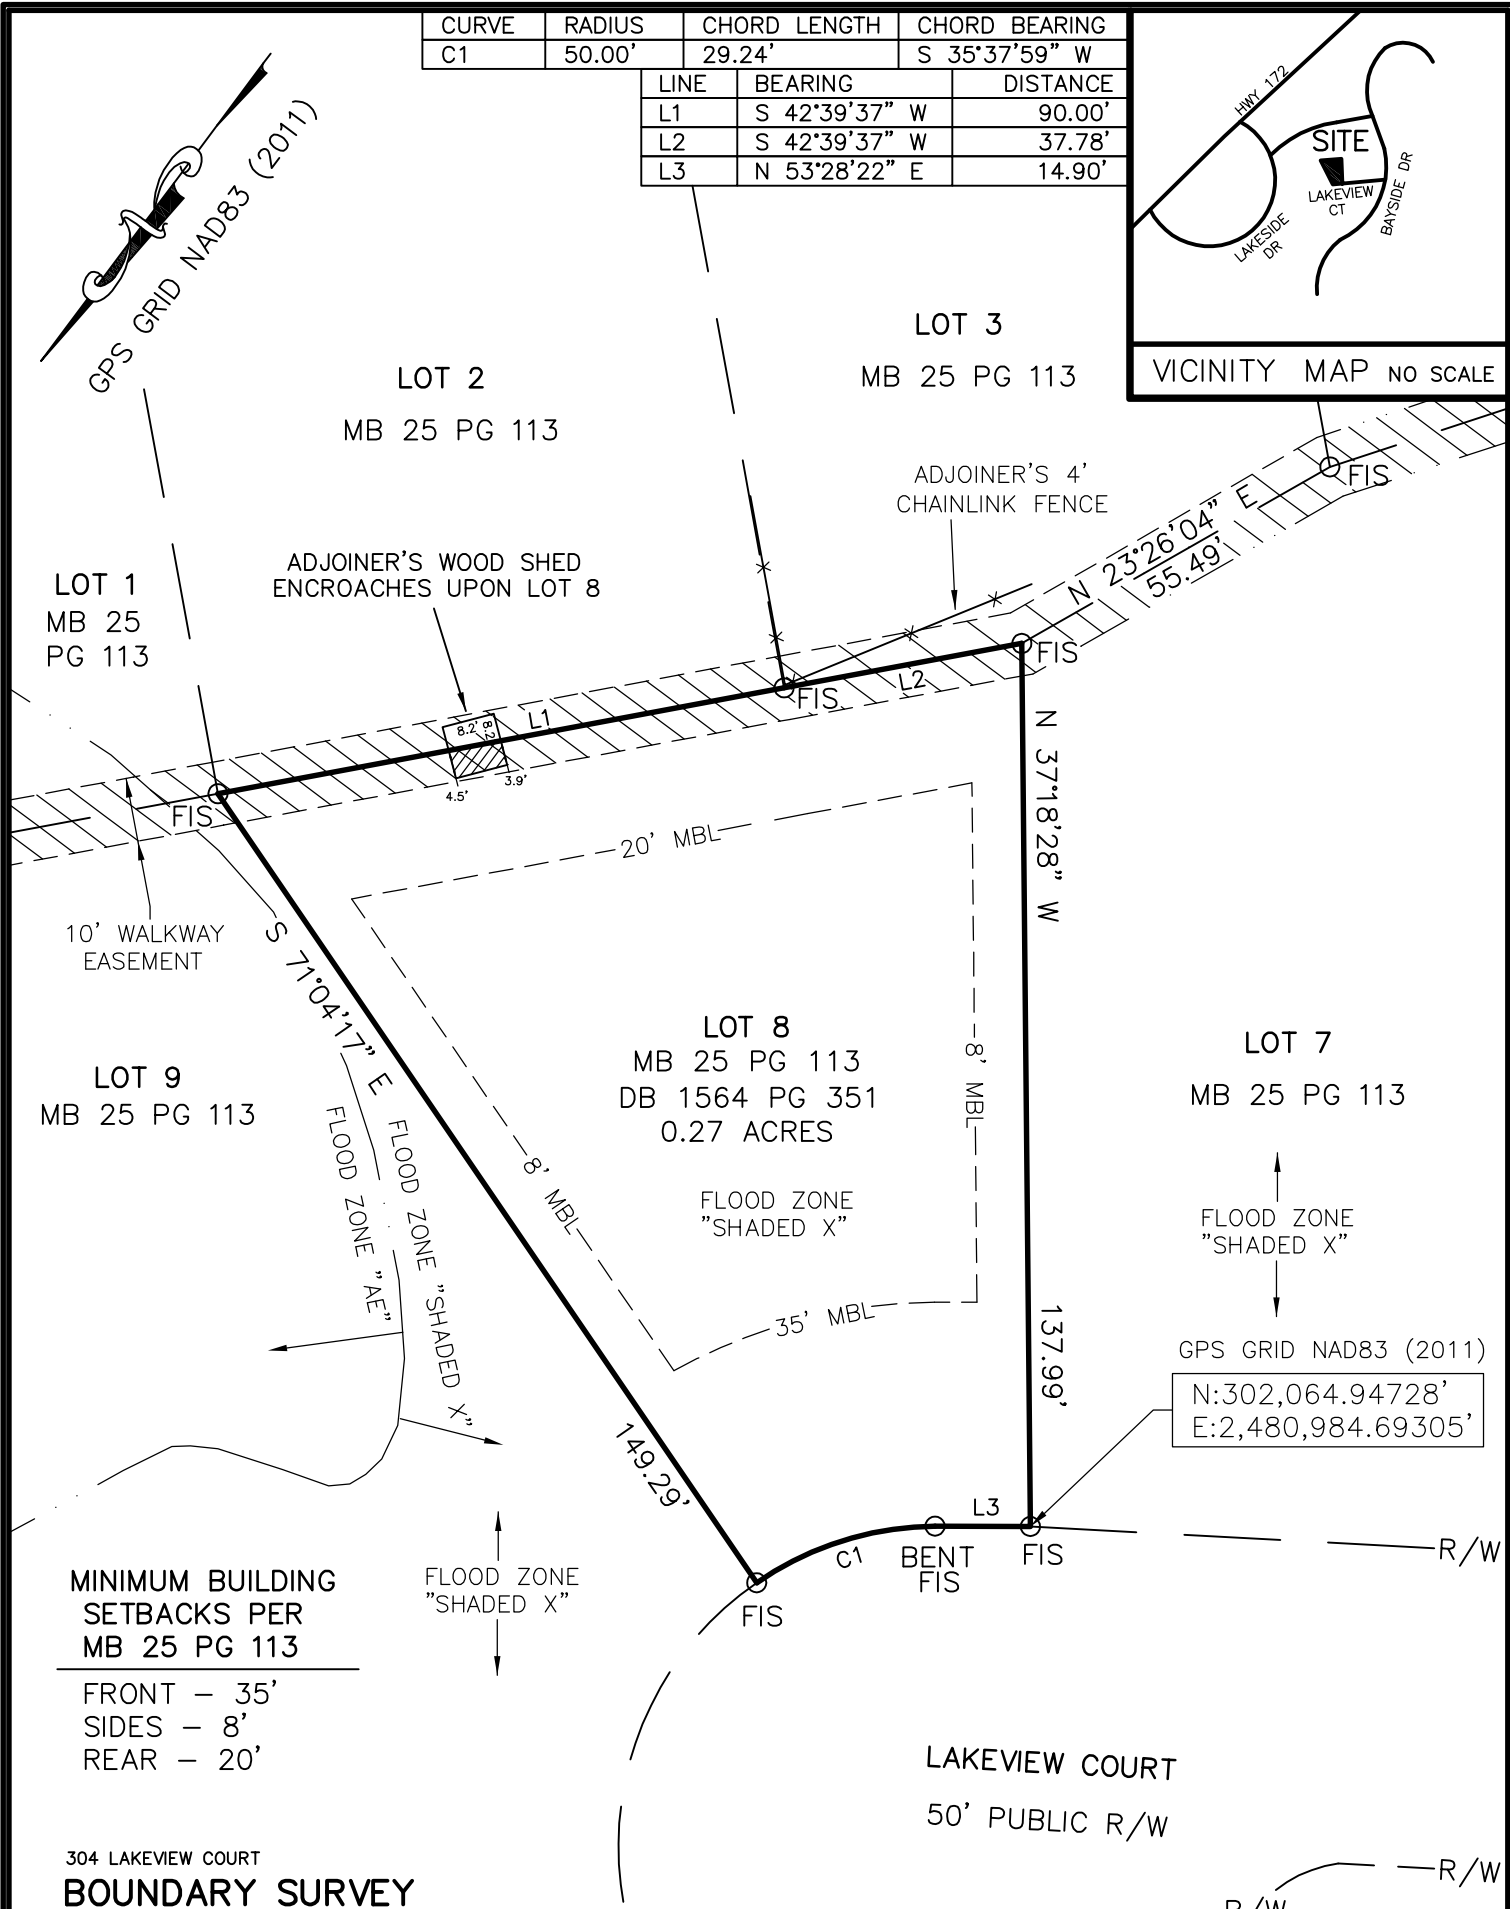 CURVE RADIUS CHORD LENGTH CHORD BEARING
C1 50.00' 29.24' S 35°37'59" W
LINE BEARING DISTANCE
L1 S 42°39'37" W 90.00'
L2 S 42°39'37" W 37.78'
L3 N 53°28'22" E 14.90'
HWY 172
SITE
LAKEVIEW
CT
LAKESIDE
DR
BAYSIDE DR
VICINITY MAP NO SCALE
GPS GRID NAD83 (2011)
LOT 2
MB 25 PG 113
LOT 3
MB 25 PG 113
ADJOINER'S 4'
CHAINLINK FENCE
FIS
N 23°26'04" E
55.49'
ADJOINER'S WOOD SHED
ENCROACHES UPON LOT 8
LOT 1
MB 25
PG 113
FIS
L2
FIS
L1
8.2'
8.2'
3.9'
4.5'
FIS
20' MBL
N 37°18'28" W
137.99'
10' WALKWAY
EASEMENT
S 71°04'17" E
149.29'
LOT 9
MB 25 PG 113
LOT 8
MB 25 PG 113
DB 1564 PG 351
0.27 ACRES
FLOOD ZONE
"SHADED X"
8' MBL
8' MBL
35' MBL
LOT 7
MB 25 PG 113
FLOOD ZONE
"SHADED X"
FLOOD ZONE "AE"
FLOOD ZONE "SHADED X"
GPS GRID NAD83 (2011)
N:302,064.94728'
E:2,480,984.69305'
L3
C1
BENT
FIS
FIS
FIS
R/W
FLOOD ZONE
"SHADED X"
MINIMUM BUILDING
SETBACKS PER
MB 25 PG 113
FRONT - 35'
SIDES - 8'
REAR - 20'
LAKEVIEW COURT
50' PUBLIC R/W
R/W
R/W
304 LAKEVIEW COURT
BOUNDARY SURVEY